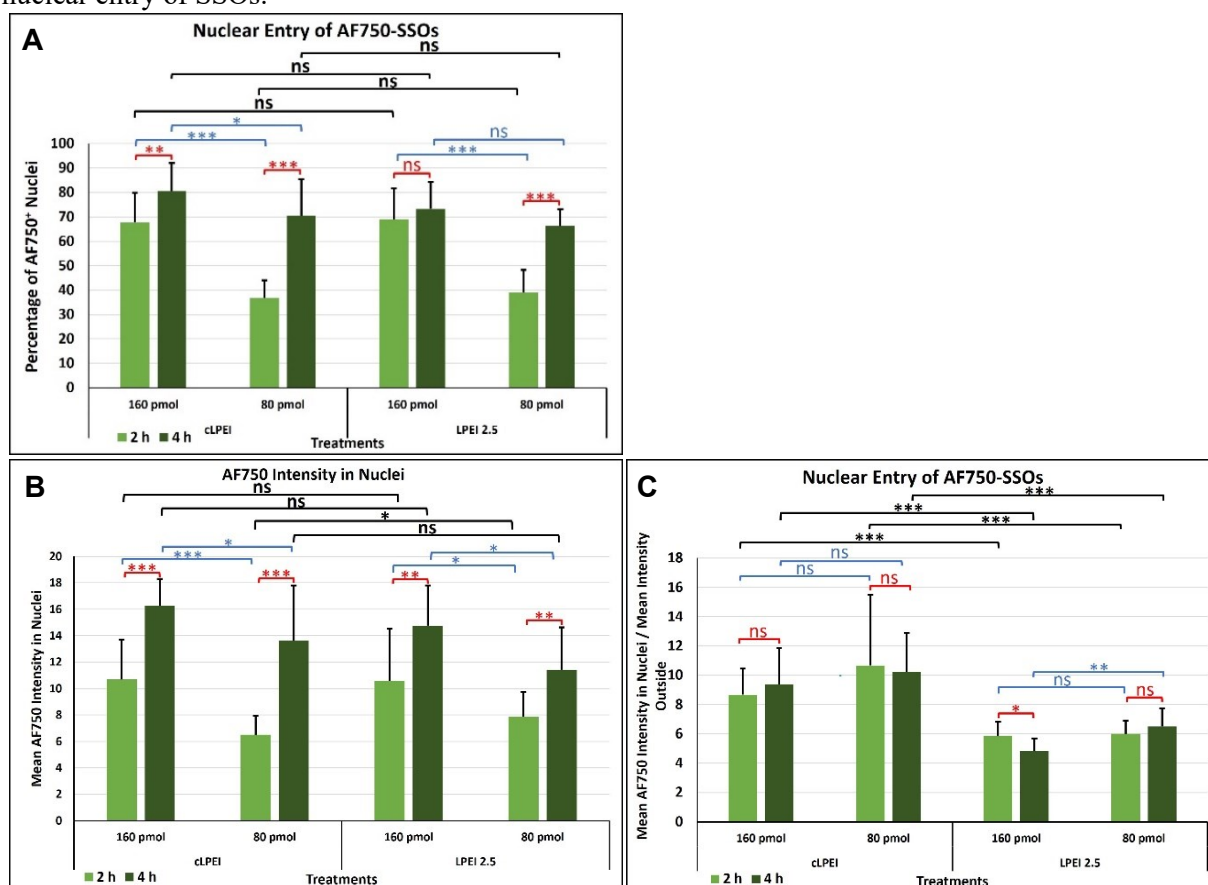 nuclear entry of SSOs.
A
Nuclear Entry of AF750-SSOs
ns
ns
ns
ns
* ns
*** ***
** *** ns ***
Percentage of AF750+ Nuclei
100
90
80
70
60
50
40
30
20
10
0
160 pmol 80 pmol 160 pmol 80 pmol
cLPEI LPEI 2.5
2 h 4 h Treatments
B
AF750 Intensity in Nuclei
ns
ns
*
ns
* *
*** *
*** *** ** **
Mean AF750 Intensity in Nuclei
20
18
16
14
12
10
8
6
4
2
0
160 pmol 80 pmol 160 pmol 80 pmol
cLPEI LPEI 2.5
2 h 4 h Treatments
C
Nuclear Entry of AF750-SSOs
***
***
***
***
ns
ns
ns
ns
**
ns
* ns
Mean AF750 Intensity in Nuclei / Mean Intensity
Outside
18
16
14
12
10
8
6
4
2
0
160 pmol 80 pmol 160 pmol 80 pmol
cLPEI LPEI 2.5
2 h 4 h Treatments